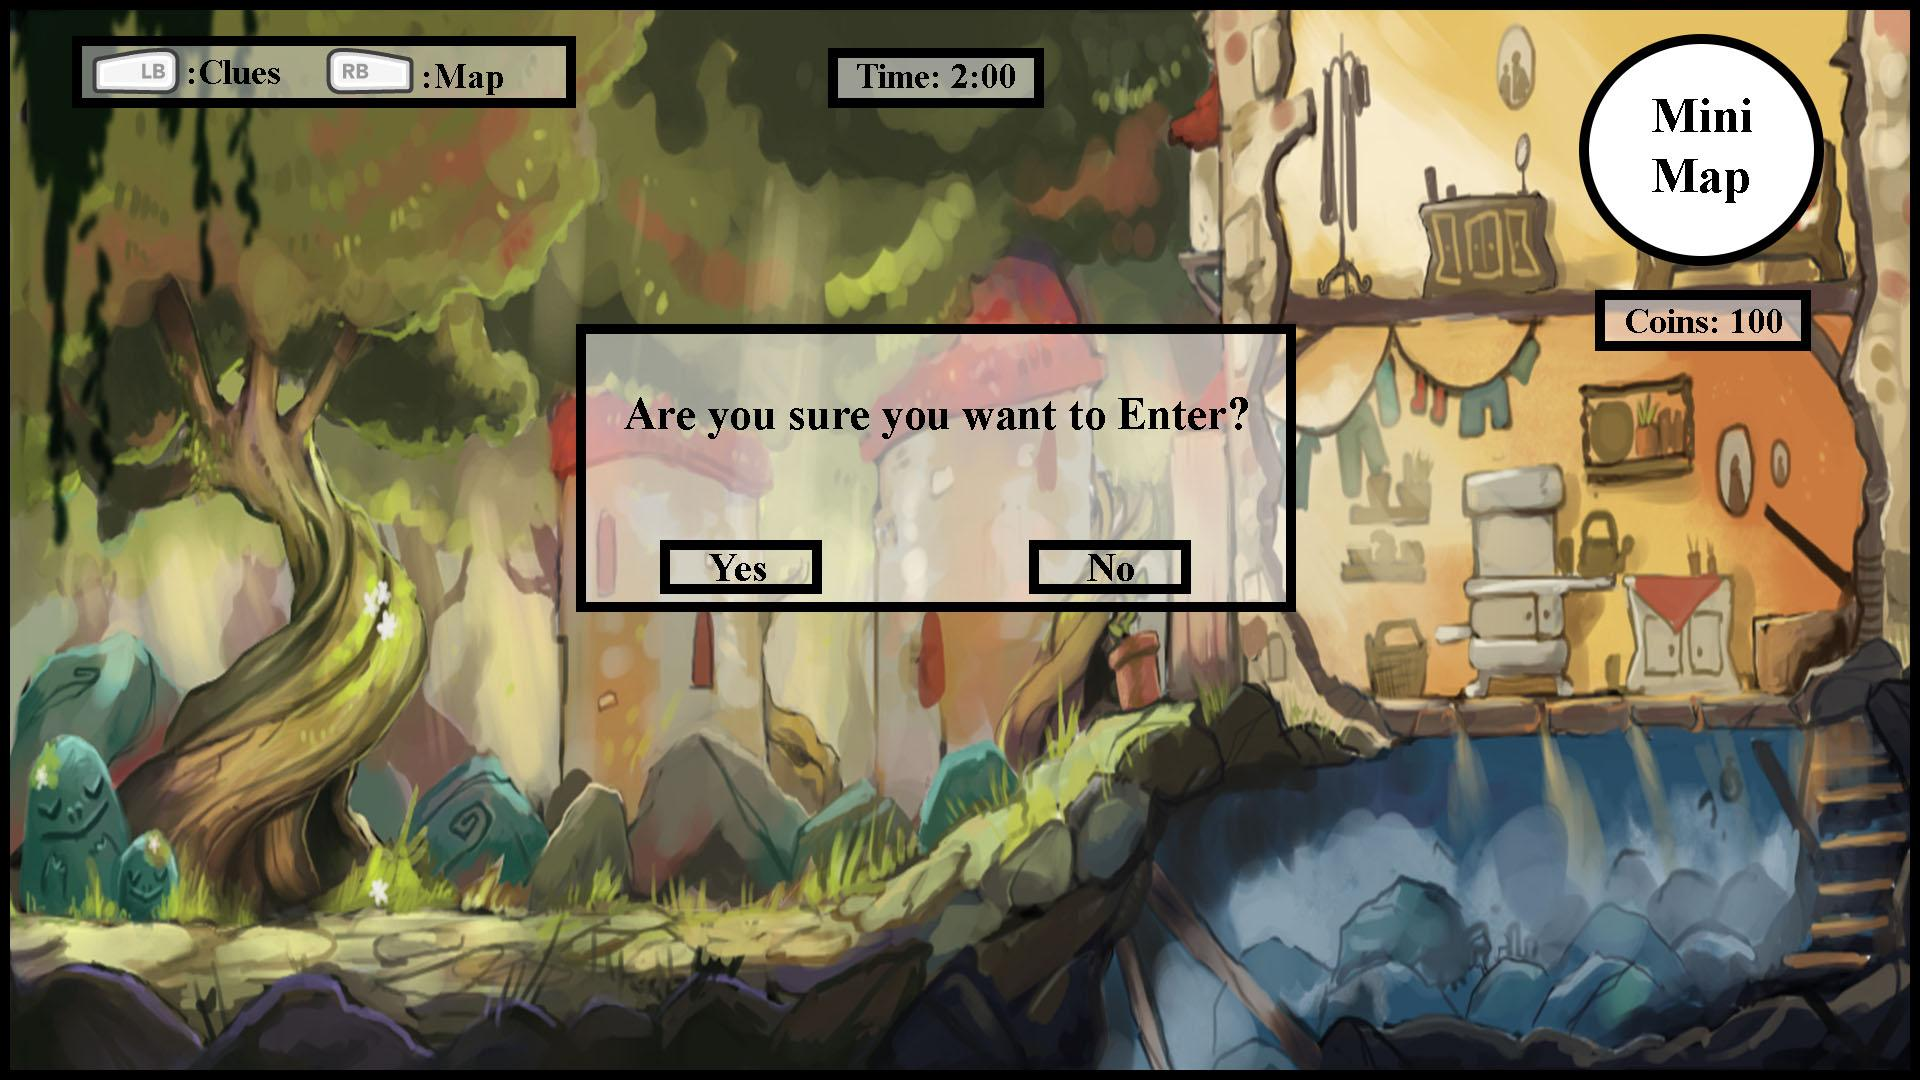 LB :Clues RB :Map
Time: 2:00
Mini
Map
Coins: 100
Are you sure you want to Enter?
Yes No